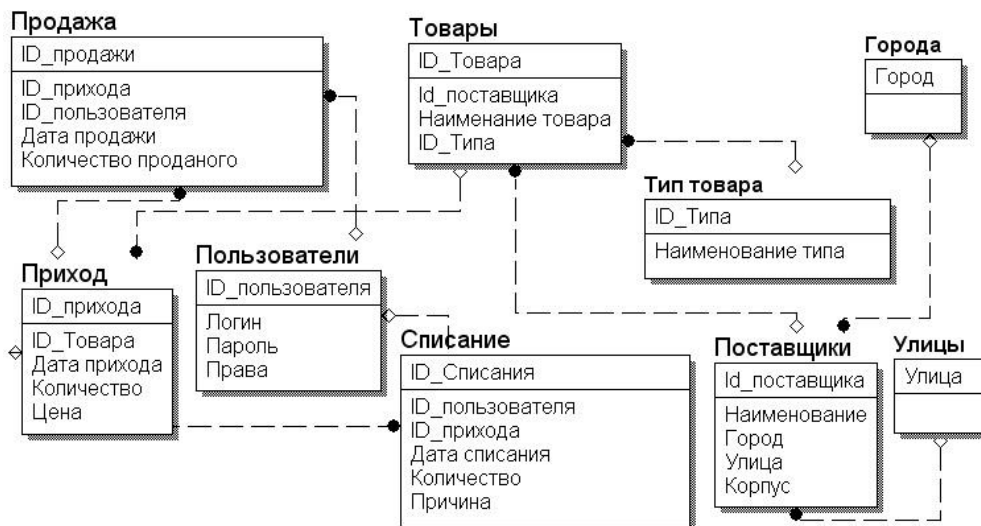 Продажа
ID_продажи
ID_прихода
ID_пользователя
Дата продажи
Количество проданого
Товары
ID_Товара
Id_поставщика
Наименание товара
ID_Типа
Города
Город
Тип товара
ID_Типа
Наименование типа
Приход
ID_прихода
ID_Товара
Дата прихода
Количество
Цена
Пользователи
ID_пользователя
Логин
Пароль
Права
Списание
ID_Списания
ID_пользователя
ID_прихода
Дата списания
Количество
Причина
Поставщики
Id_поставщика
Наименование
Город
Улица
Корпус
Улицы
Улица